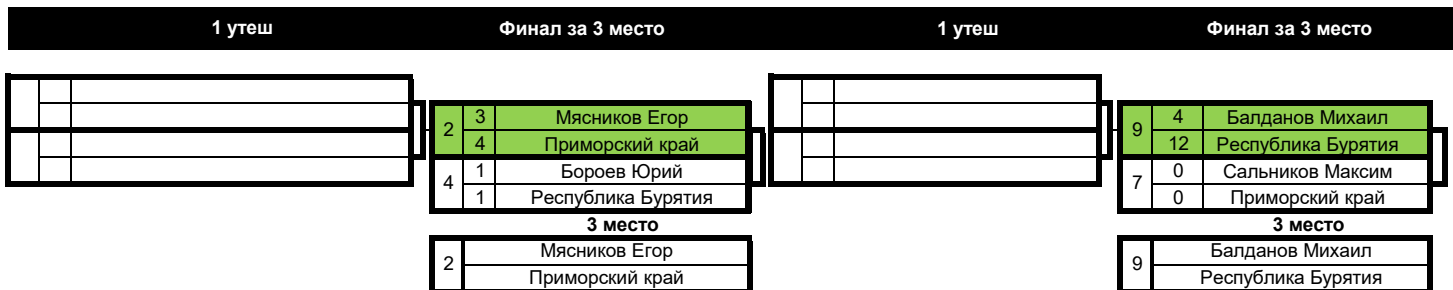 1 утеш Финал за 3 место 1 утеш Финал за 3 место
2 3 Мясников Егор 9 4 Балданов Михаил
4 Приморский край 12 Республика Бурятия
4 1 Бороев Юрий 7 0 Сальников Максим
1 Республика Бурятия 0 Приморский край
3 место 3 место
2 Мясников Егор 9 Балданов Михаил
Приморский край Республика Бурятия